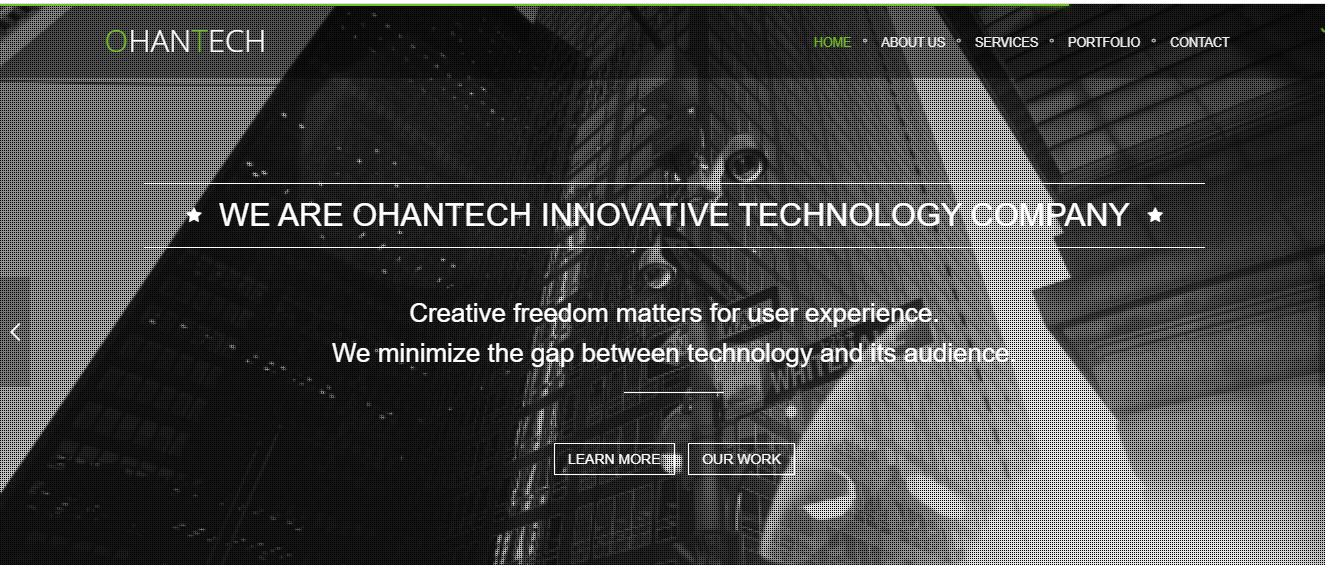 OHANTECH
HOME ABOUT US SERVICES PORTFOLIO CONTACT
WE ARE OHANTECH INNOVATIVE TECHNOLOGY COMPANY
Creative freedom matters for user experience.
We minimize the gap between technology and its audience.
LEARN MORE OUR WORK